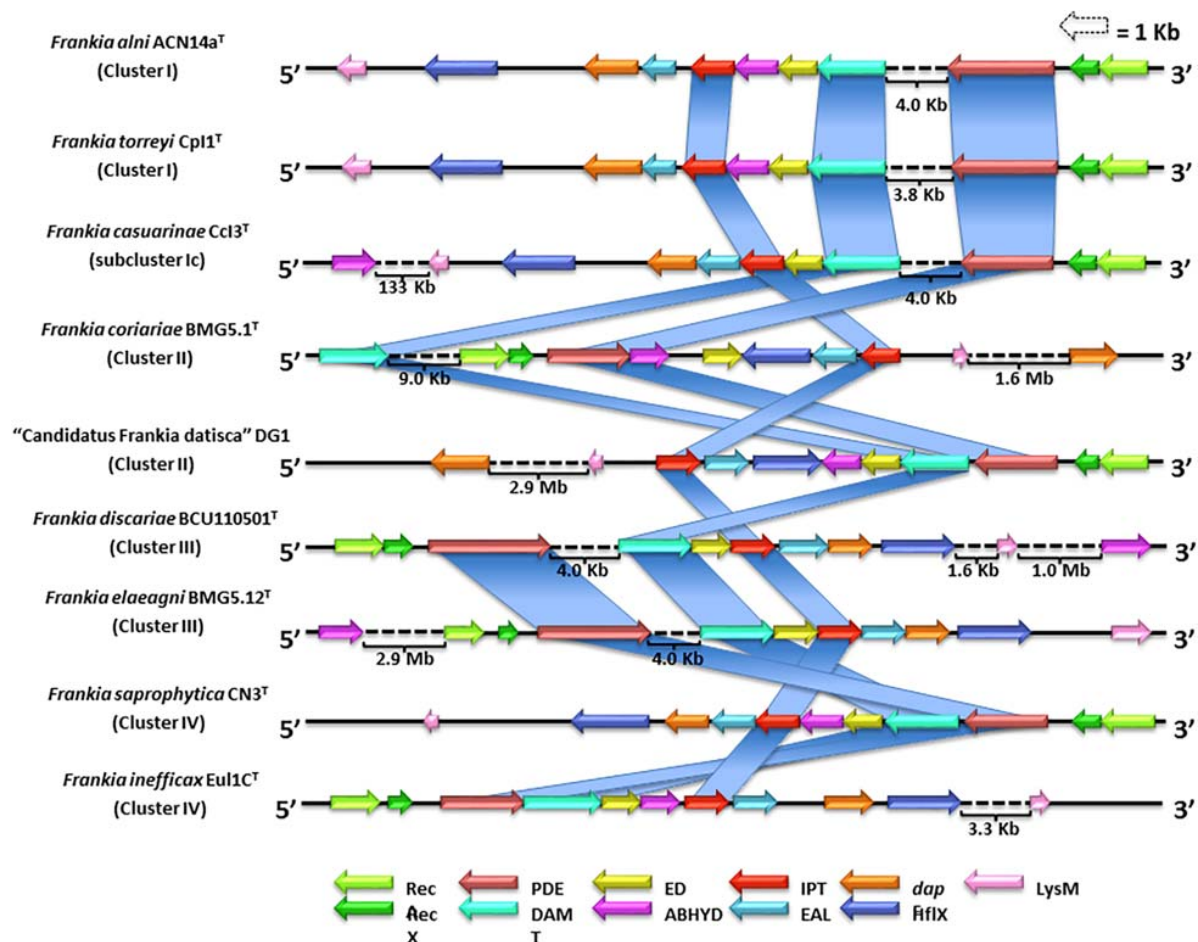 Frankia alni ACN14aT
(Cluster I)
5’ 3’
= 1 Kb
4.0 Kb
Frankia torreyi CpI1T
(Cluster I)
5’ 3’
3.8 Kb
Frankia casuarinae CcI3T
(subcluster Ic)
5’ 3’
133 Kb 4.0 Kb
Frankia coriariae BMG5.1T
(Cluster II)
5’ 3’
9.0 Kb 1.6 Mb
“Candidatus Frankia datisca” DG1
(Cluster II)
5’ 3’
2.9 Mb
Frankia discariae BCU110501T
(Cluster III)
5’ 3’
4.0 Kb 1.6 Kb 1.0 Mb
Frankia elaeagni BMG5.12T
(Cluster III)
5’ 3’
2.9 Mb 4.0 Kb
Frankia saprophytica CN3T
(Cluster IV)
5’ 3’
Frankia inefficax EuI1CT
(Cluster IV)
5’ 3’
3.3 Kb
Rec PDE ED IPT dap LysM
A
Rec DAM ABHYD EAL HflX
X T